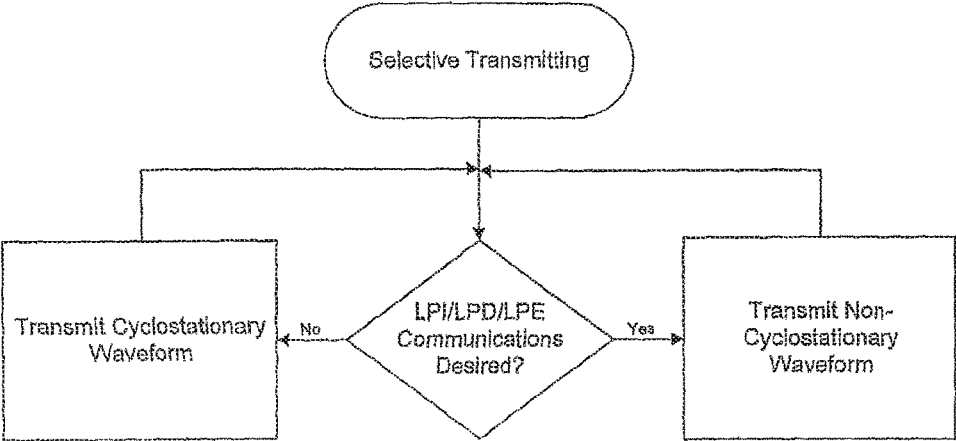 Selective Transmitting
LPI/LPD/LPE
Communications
Desired?
No
Yes
Transmit Cyclostationary
Waveform
Transmit Non-
Cyclostationary
Waveform